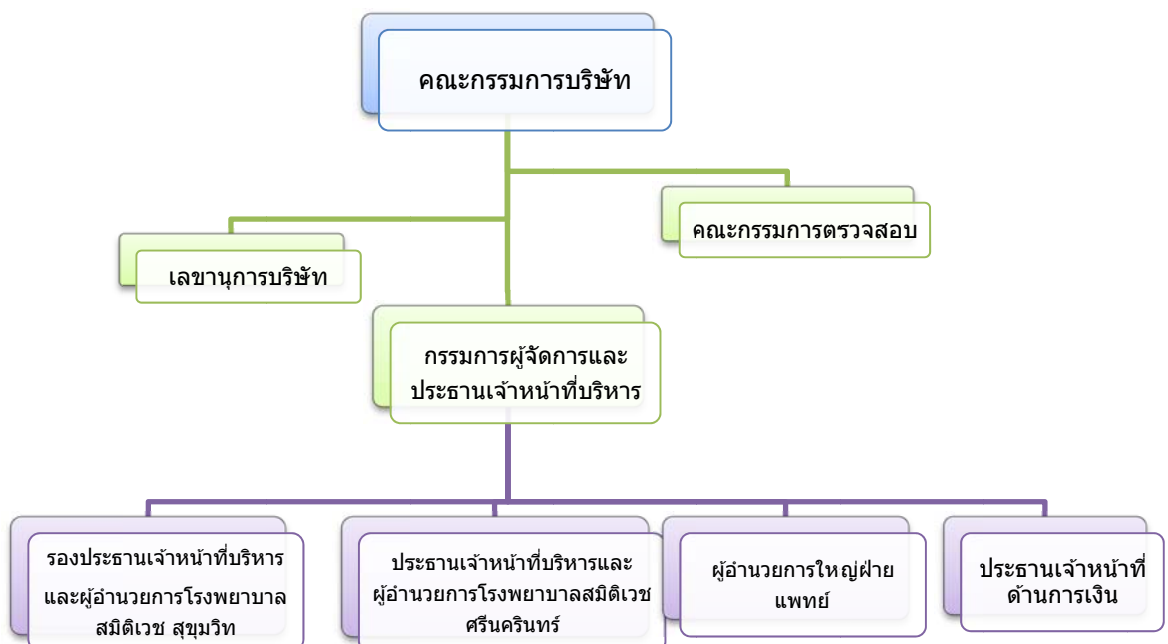 คณะกรรมการบริษัท
คณะกรรมการตรวจสอบ
เลขานุการบริษัท
กรรมการผู้จัดการและ
ประธานเจ้าหน้าที่บริหาร
รองประธานเจ้าหน้าที่บริหาร
และผู้อำนวยการโรงพยาบาล
สมิติเวช สุขุมวิท
ประธานเจ้าหน้าที่บริหารและ
ผู้อำนวยการโรงพยาบาลสมิติเวช
ศรีนครินทร์
ผู้อำนวยการใหญ่ฝ่าย
แพทย์
ประธานเจ้าหน้าที่
ด้านการเงิน